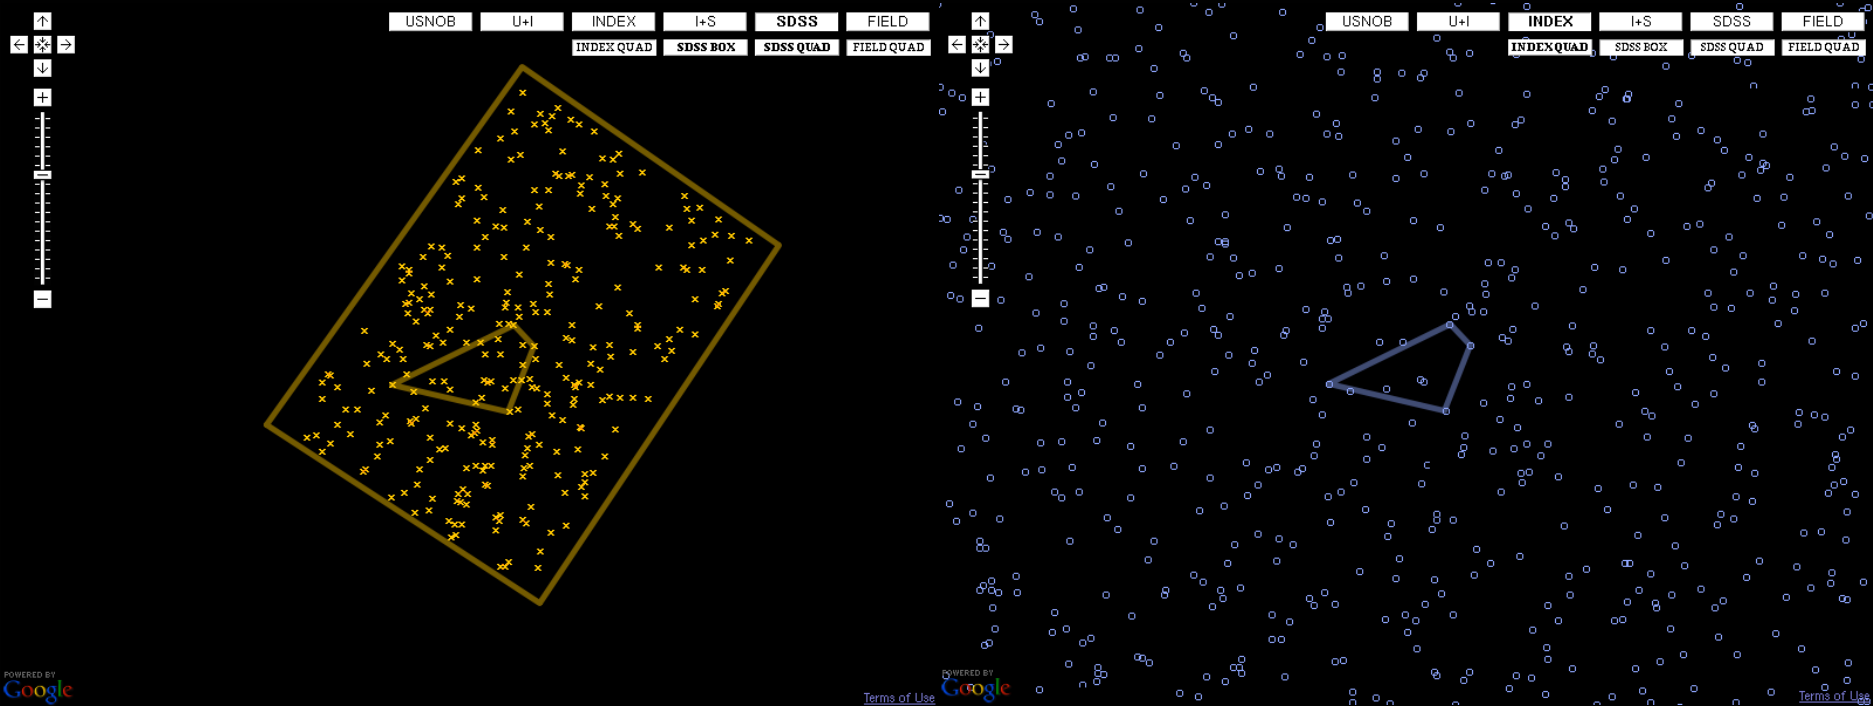 USNOB U+I INDEX I+S SDSS FIELD
INDEX QUAD SDSS BOX SDSS QUAD FIELD QUAD
POWERED BY
Google
Terms of Use
USNOB U+I INDEX I+S SDSS FIELD
INDEX QUAD SDSS BOX SDSS QUAD FIELD QUAD
POWERED BY
Google
Terms of Use